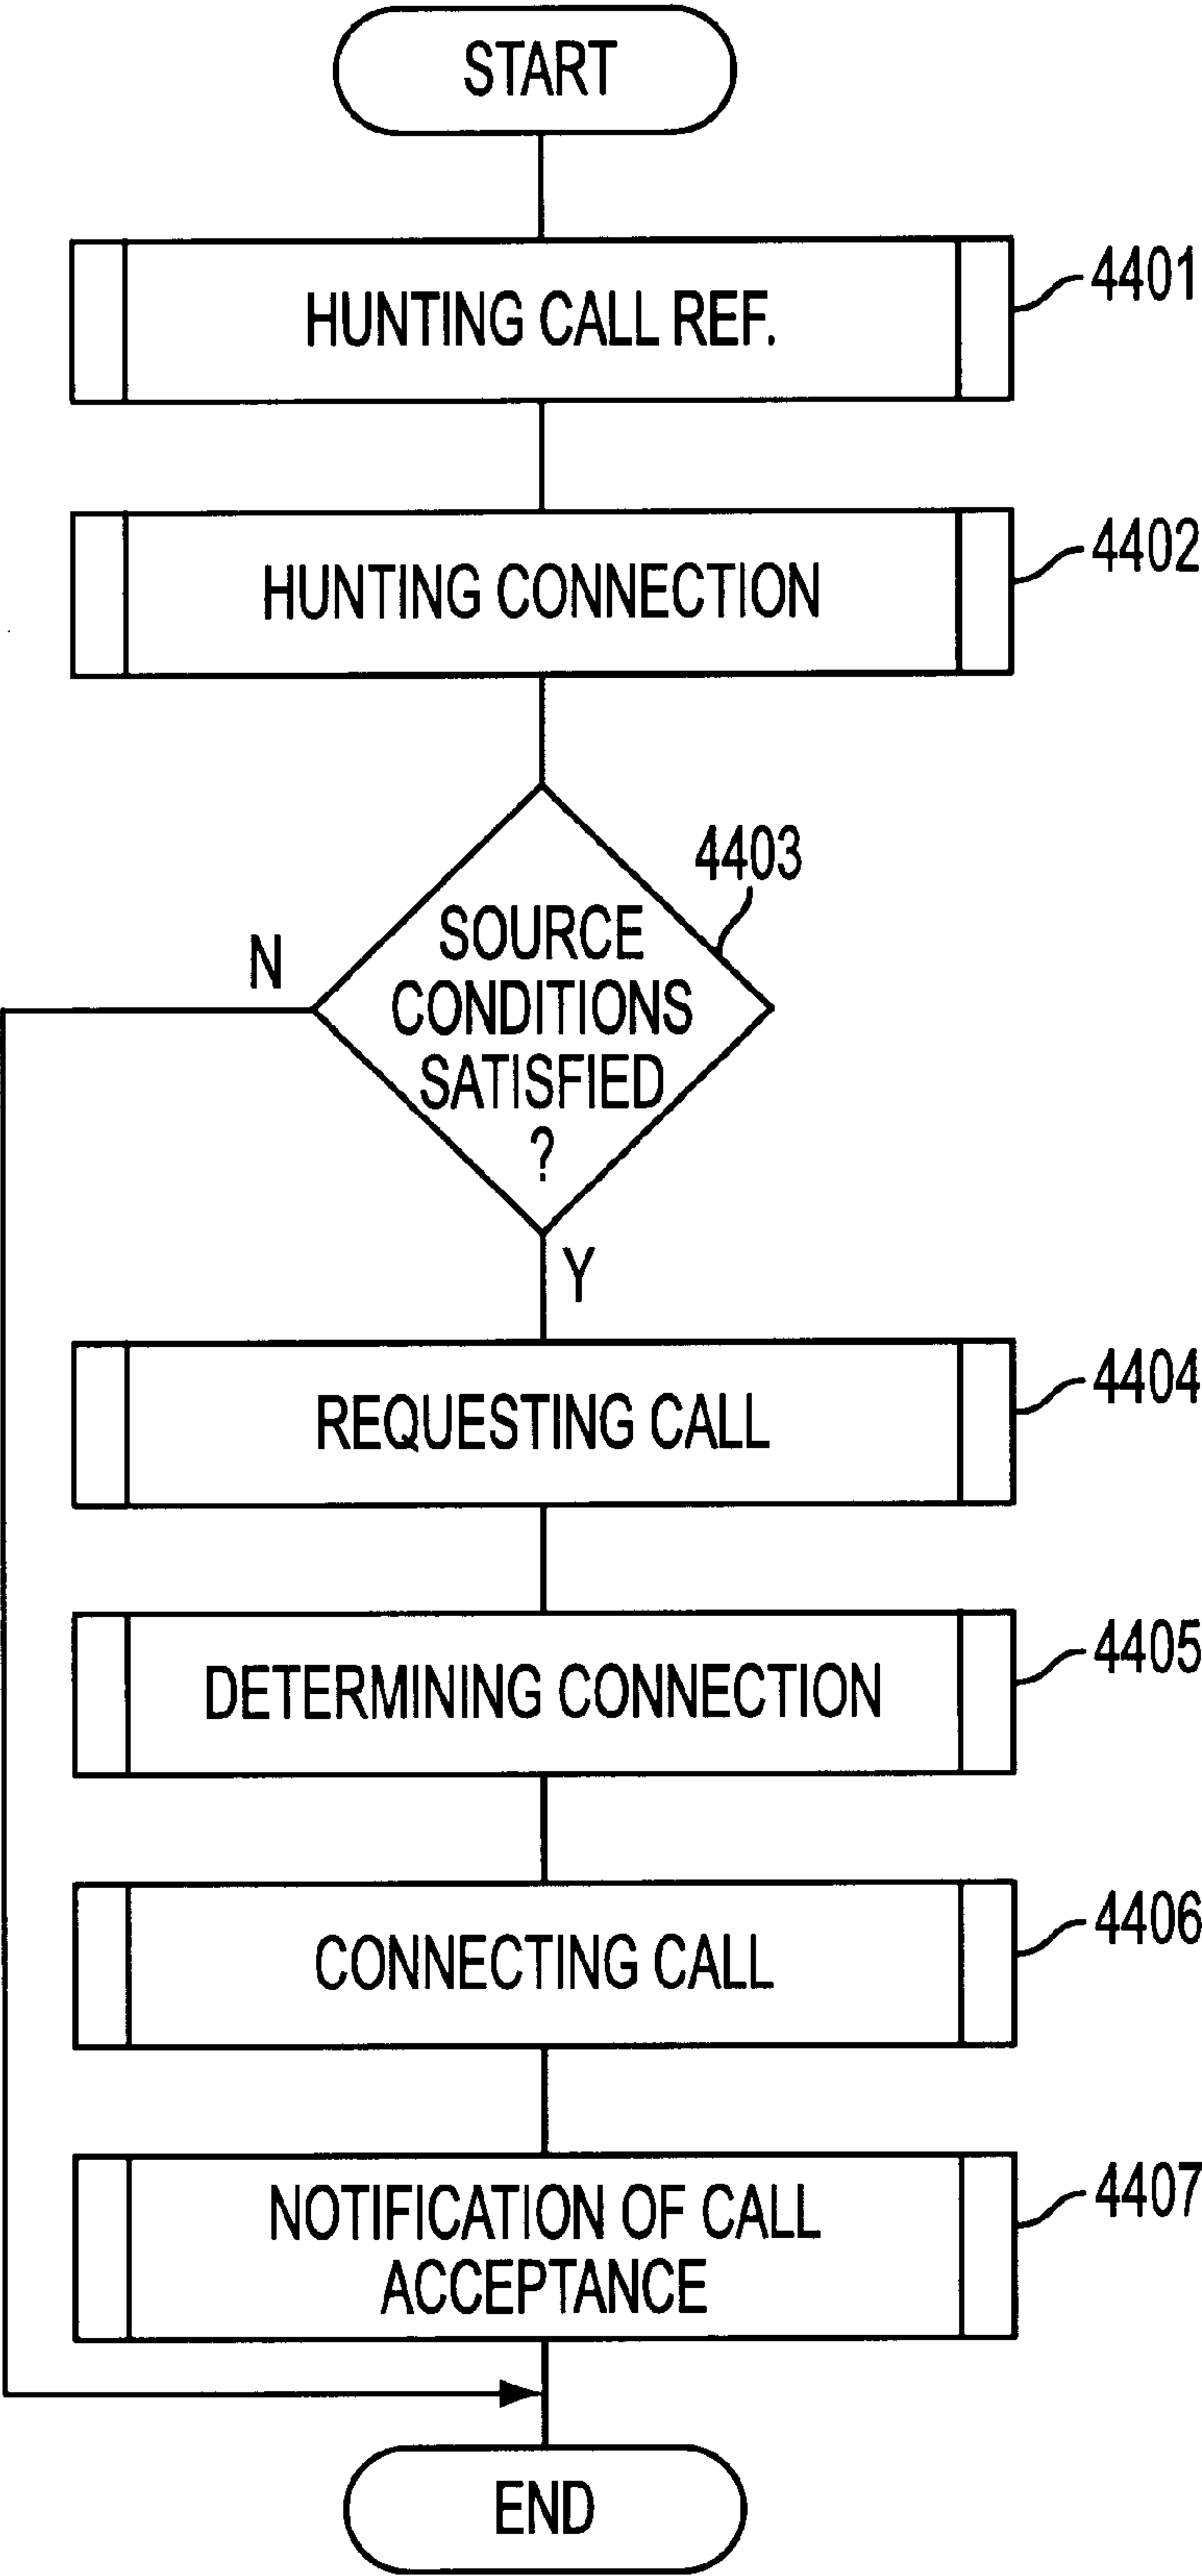 START
HUNTING CALL REF.
4401
HUNTING CONNECTION
4402
4403
SOURCE
CONDITIONS
SATISFIED
?
N
Y
REQUESTING CALL
4404
DETERMINING CONNECTION
4405
CONNECTING CALL
4406
NOTIFICATION OF CALL
ACCEPTANCE
4407
END